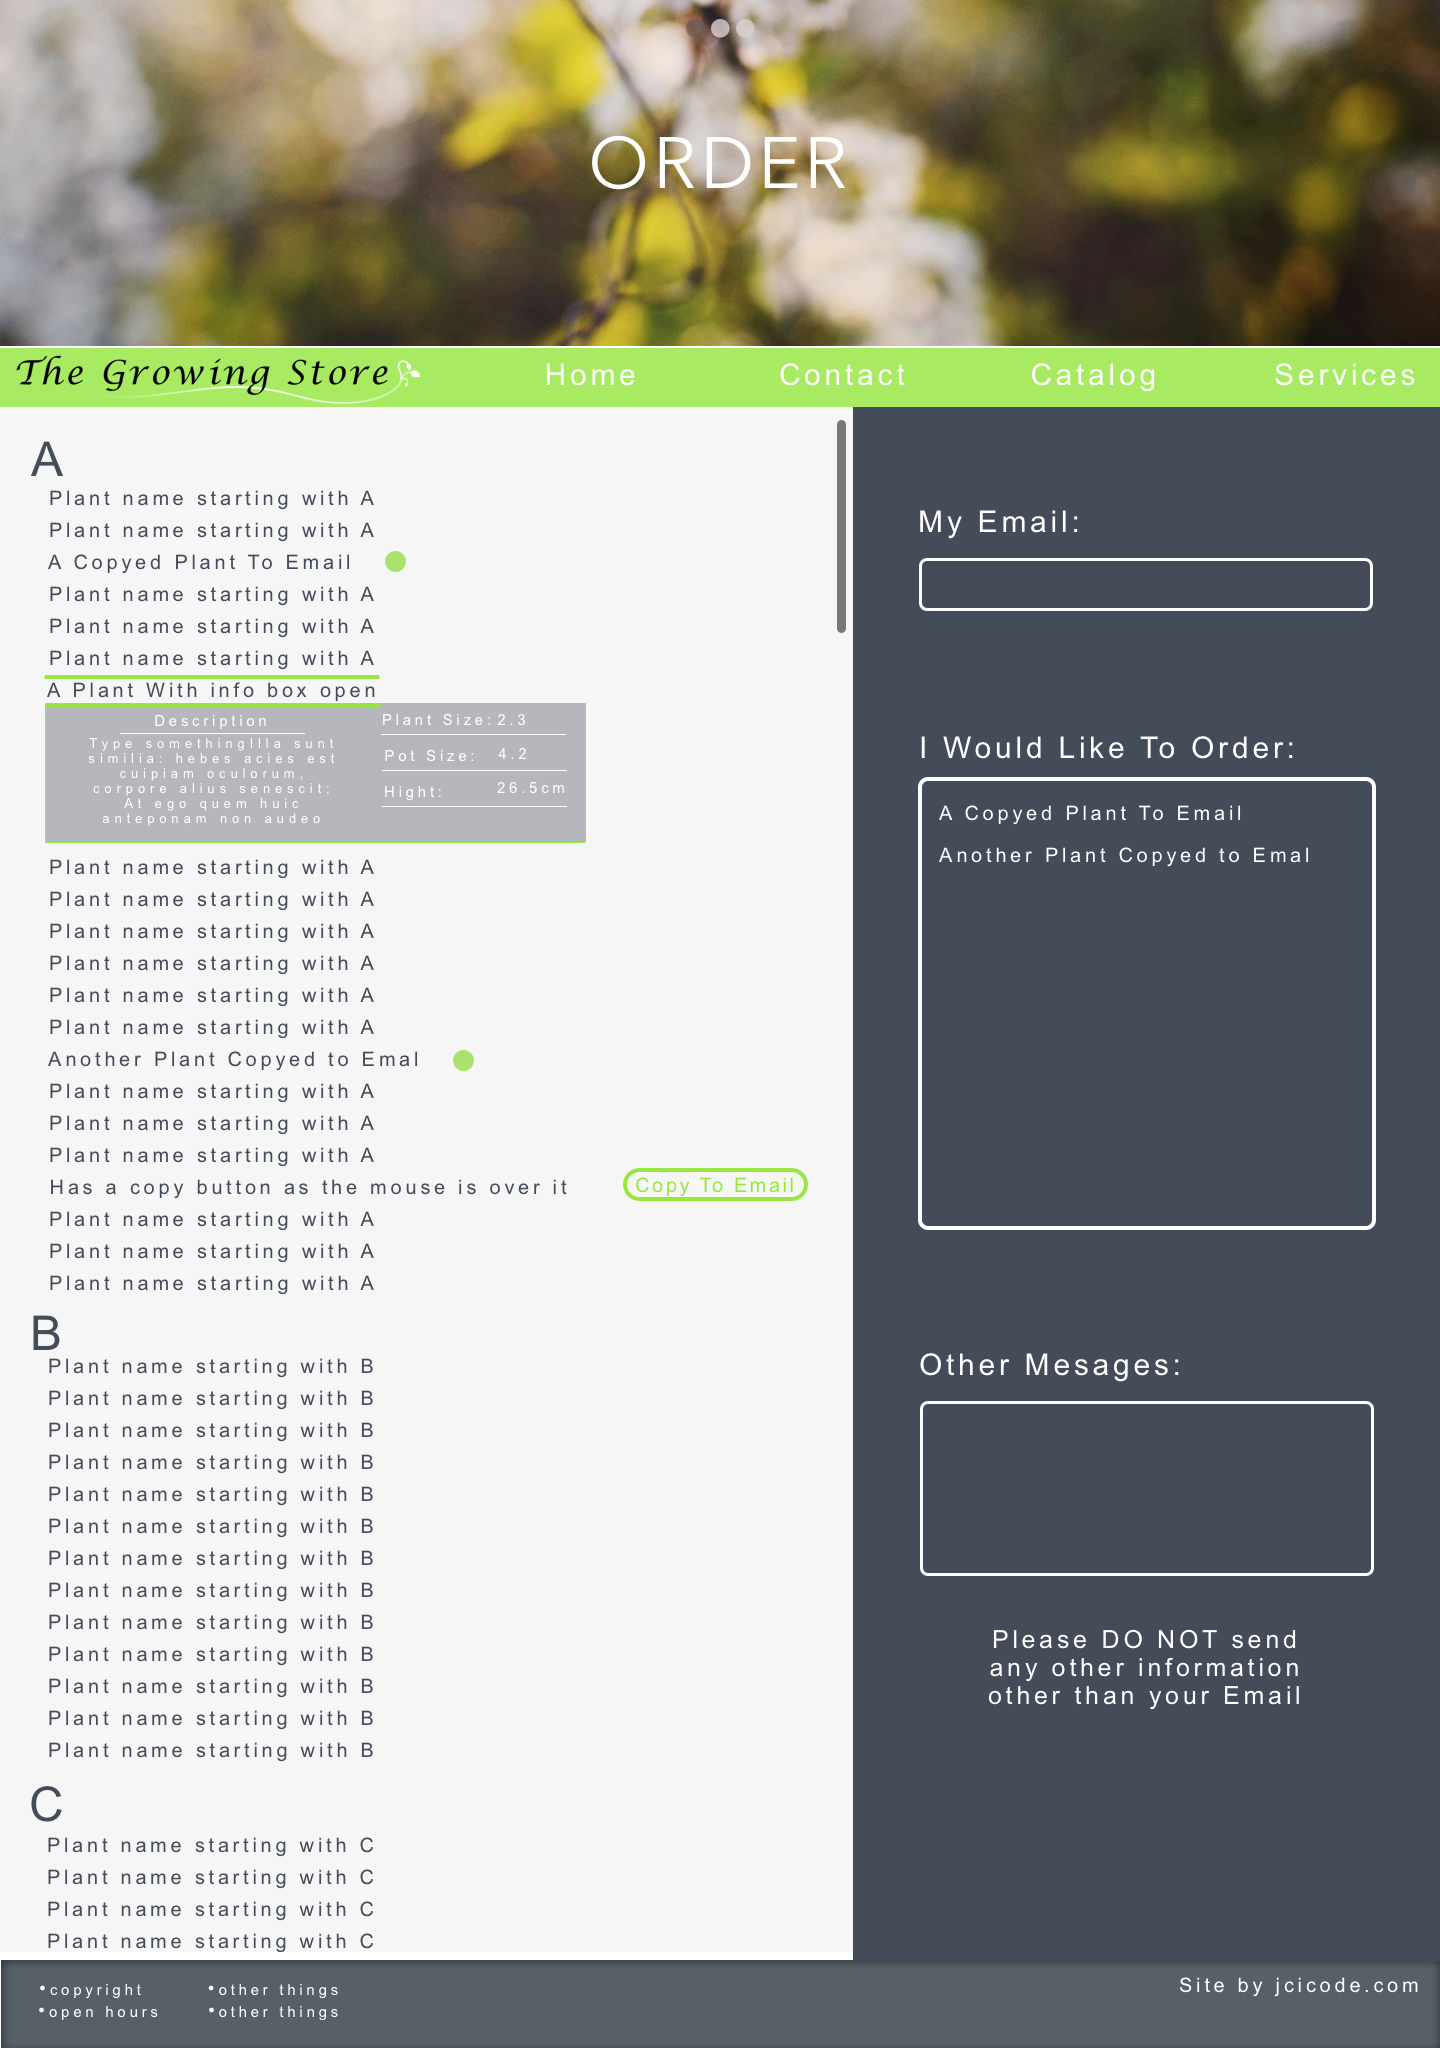 ORDER
The Growing Store
Home
Contact
Catalog
Services
A
Plant name starting with A
Plant name starting with A
A Copyed Plant To Email
Plant name starting with A
Plant name starting with A
Plant name starting with A
A Plant With info box open
Description
Type somethingIlla sunt
similia: hebes acies est
cuipiam oculorum,
corpore alius senescit;
At ego quem huic
anteponam non audeo
Plant Size: 2.3
Pot Size: 4.2
Hight: 26.5cm
Plant name starting with A
Plant name starting with A
Plant name starting with A
Plant name starting with A
Plant name starting with A
Plant name starting with A
Another Plant Copyed to Emal
Plant name starting with A
Plant name starting with A
Plant name starting with A
Has a copy button as the mouse is over it
Copy To Email
Plant name starting with A
Plant name starting with A
Plant name starting with A
B
Plant name starting with B
Plant name starting with B
Plant name starting with B
Plant name starting with B
Plant name starting with B
Plant name starting with B
Plant name starting with B
Plant name starting with B
Plant name starting with B
Plant name starting with B
Plant name starting with B
Plant name starting with B
Plant name starting with B
C
Plant name starting with C
Plant name starting with C
Plant name starting with C
Plant name starting with C
My Email:
I Would Like To Order:
A Copyed Plant To Email
Another Plant Copyed to Emal
Other Mesages:
Please DO NOT send
any other information
other than your Email
•copyright
•open hours
•other things
•other things
Site by jcicode.com